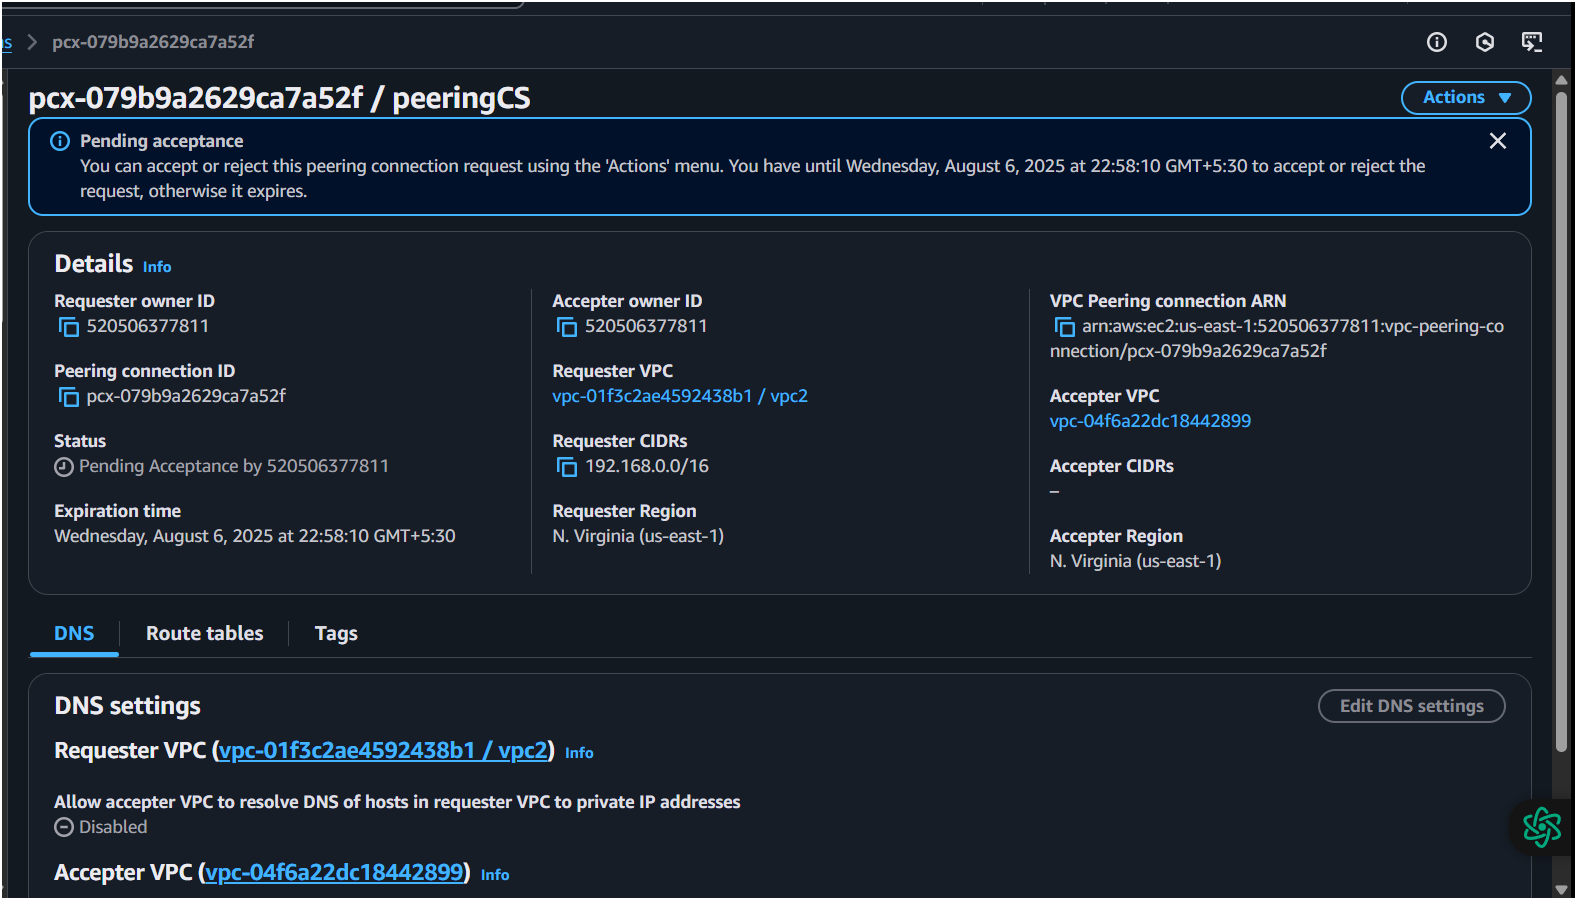 pcx-079b9a2629ca7a52f
pcx-079b9a2629ca7a52f / peeringCS
Actions
Pending acceptance
You can accept or reject this peering connection request using the 'Actions' menu. You have until Wednesday, August 6, 2025 at 22:58:10 GMT+5:30 to accept or reject the
request, otherwise it expires.
Details Info
Requester owner ID
520506377811
Peering connection ID
pcx-079b9a2629ca7a52f
Status
Pending Acceptance by 520506377811
Expiration time
Wednesday, August 6, 2025 at 22:58:10 GMT+5:30
Accepter owner ID
520506377811
Requester VPC
vpc-01f3c2ae4592438b1 / vpc2
Requester CIDRs
192.168.0.0/16
Requester Region
N. Virginia (us-east-1)
VPC Peering connection ARN
arn:aws:ec2:us-east-1:520506377811:vpc-peering-co
nnection/pcx-079b9a2629ca7a52f
Accepter VPC
vpc-04f6a22dc18442899
Accepter CIDRs
–
Accepter Region
N. Virginia (us-east-1)
DNS
Route tables
Tags
DNS settings
Edit DNS settings
Requester VPC (vpc-01f3c2ae4592438b1 / vpc2) Info
Allow accepter VPC to resolve DNS of hosts in requester VPC to private IP addresses
Disabled
Accepter VPC (vpc-04f6a22dc18442899) Info